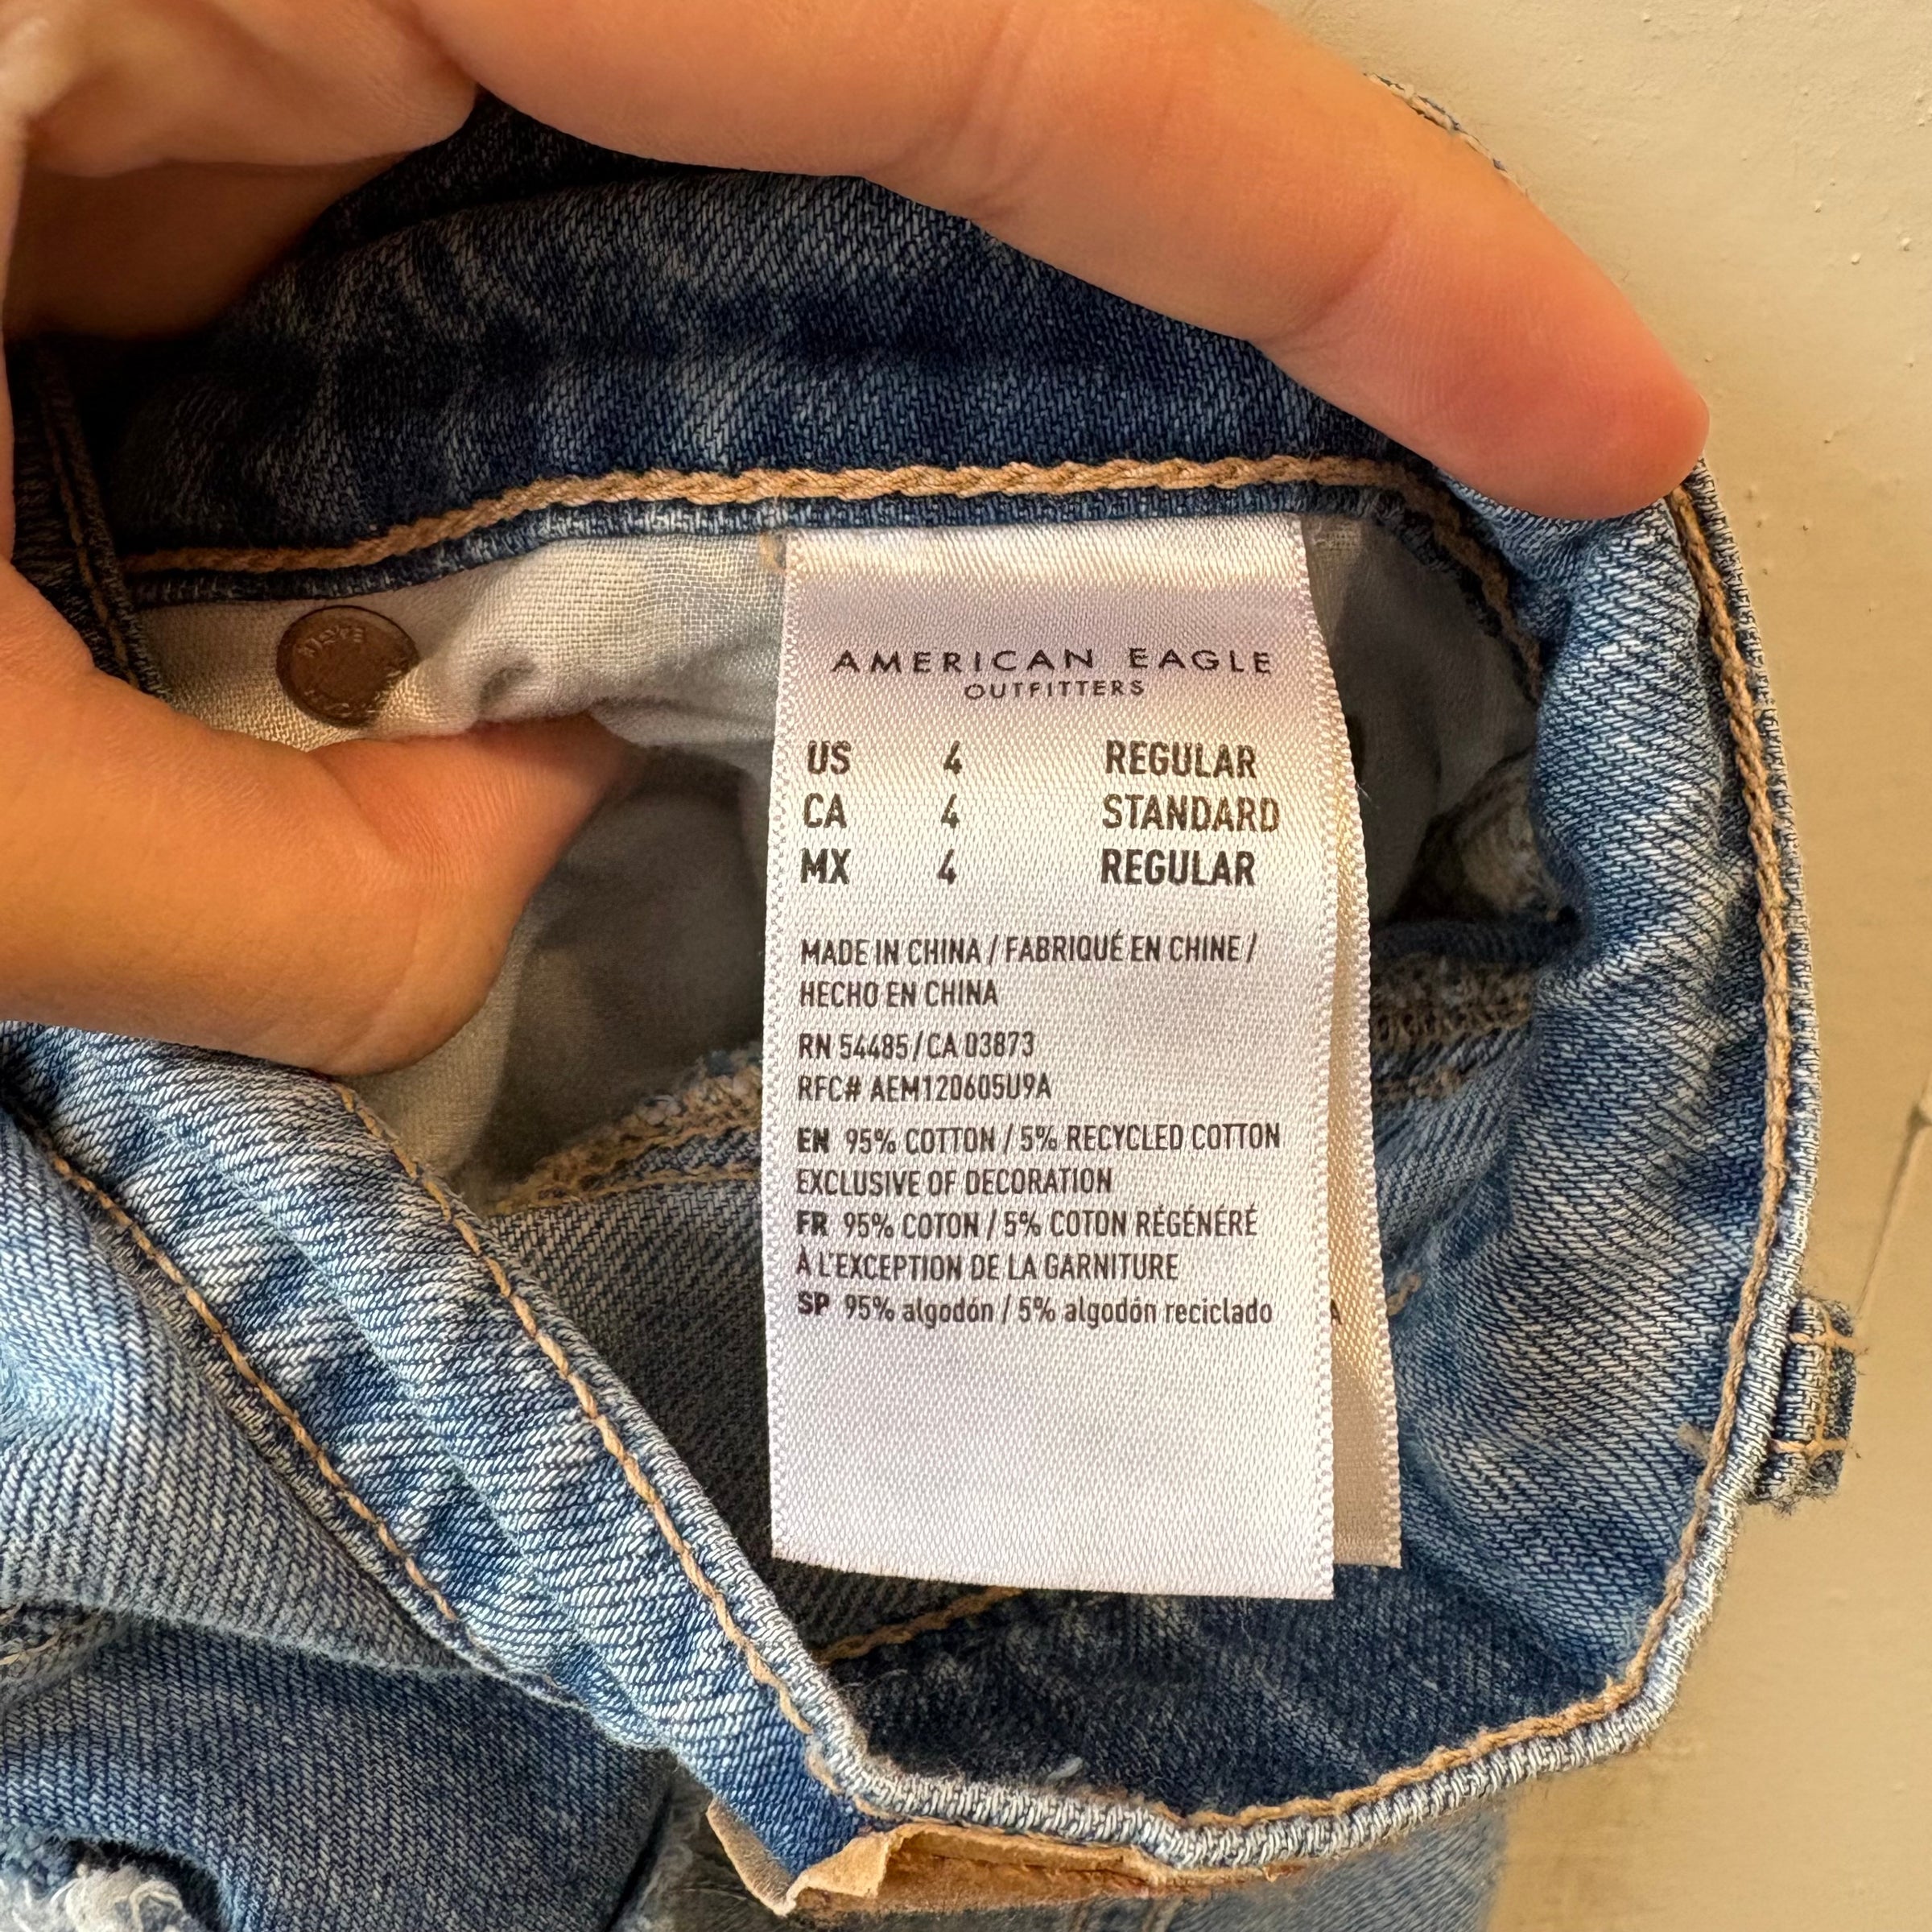 AMERICAN EAGLE
OUTFITTERS
US 4 REGULAR
CA 4 STANDARD
MX 4 REGULAR
MADE IN CHINA / FABRIQUÉ EN CHINE /
HECHO EN CHINA
RN 54485 / CA 03873
RFC# AEM120605U9A
EN 95% COTTON / 5% RECYCLED COTTON
EXCLUSIVE OF DECORATION
FR 95% COTON / 5% COTON RÉGÉNÉRÉ
À L'EXCEPTION DE LA GARNITURE
SP 95% algodón / 5% algodón reciclado